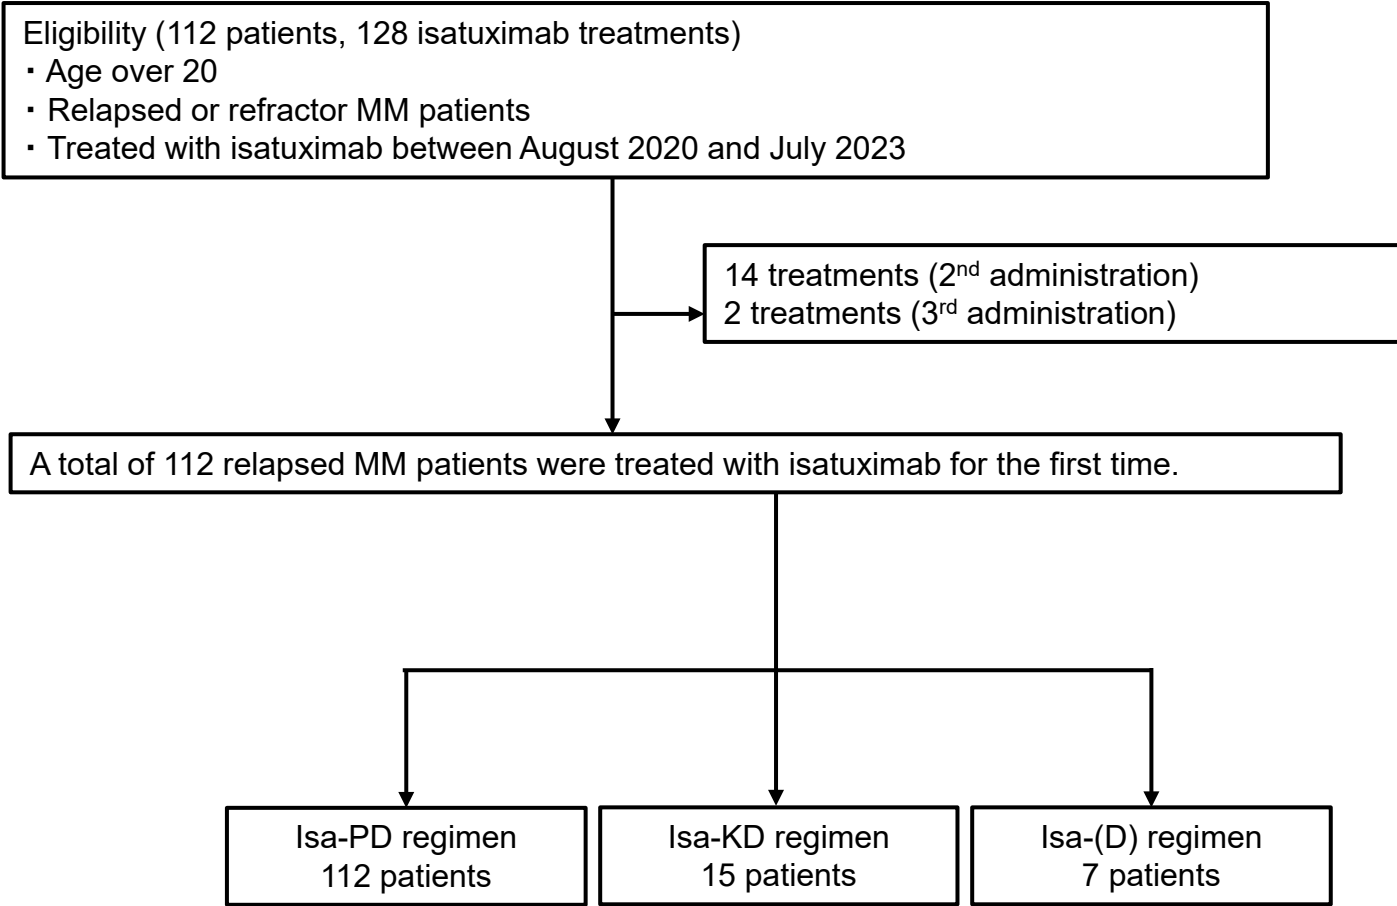 Eligibility (112 patients, 128 isatuximab treatments)
・Age over 20
・Relapsed or refractor MM patients
・Treated with isatuximab between August 2020 and July 2023
14 treatments (2nd administration)
2 treatments (3rd administration)
A total of 112 relapsed MM patients were treated with isatuximab for the first time.
Isa-PD regimen
112 patients
Isa-KD regimen
15 patients
Isa-(D) regimen
7 patients